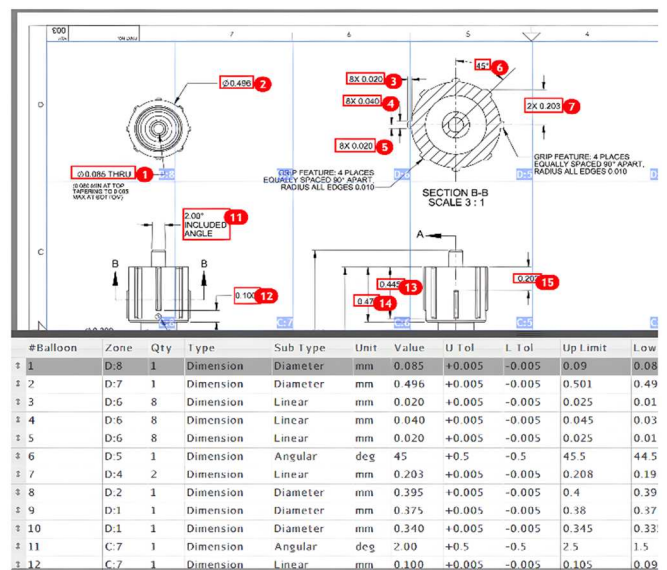 003
7
6
5
4
D
Ø0.496 2
8X 0.020 3
45° 6
8X 0.040 4
2X 0.203 7
8X 0.020 5
Ø0.086 THRU 1
GRIP FEATURE: 4 PLACES
EQUALLY SPACED 90° APART,
RADIUS ALL EDGES 0.010
GRIP FEATURE: 4 PLACES
EQUALLY SPACED 90° APART,
RADIUS ALL EDGES 0.010
D:6
D:5
TAPERING TO 0.085
SECTION B-B
SCALE 3 : 1
2.00° 11
INCLUDED
ANGLE
A
C
B B
0.100 12
0.445 13
0.47 14
15
C:7
C:6
C:5
#Balloon Zone Qty Type Sub Type Unit Value U Tol L Tol Up Limit Low
1 D:8 1 Dimension Diameter mm 0.085 +0.005 -0.005 0.09 0.08
2 D:7 1 Dimension Diameter mm 0.496 +0.005 -0.005 0.501 0.49
3 D:6 8 Dimension Linear mm 0.020 +0.005 -0.005 0.025 0.01
4 D:6 8 Dimension Linear mm 0.040 +0.005 -0.005 0.045 0.03
5 D:6 8 Dimension Linear mm 0.020 +0.005 -0.005 0.025 0.01
6 D:5 1 Dimension Angular deg 45 +0.5 -0.5 45.5 44.5
7 D:4 2 Dimension Linear mm 0.203 +0.005 -0.005 0.208 0.19
8 D:2 1 Dimension Diameter mm 0.395 +0.005 -0.005 0.4 0.39
9 D:1 1 Dimension Diameter mm 0.375 +0.005 -0.005 0.38 0.37
10 D:1 1 Dimension Diameter mm 0.340 +0.005 -0.005 0.345 0.33
11 C:7 1 Dimension Angular deg 2.00 +0.5 -0.5 2.5 1.5
12 C:7 1 Dimension Linear mm 0.100 +0.005 -0.005 0.105 0.09